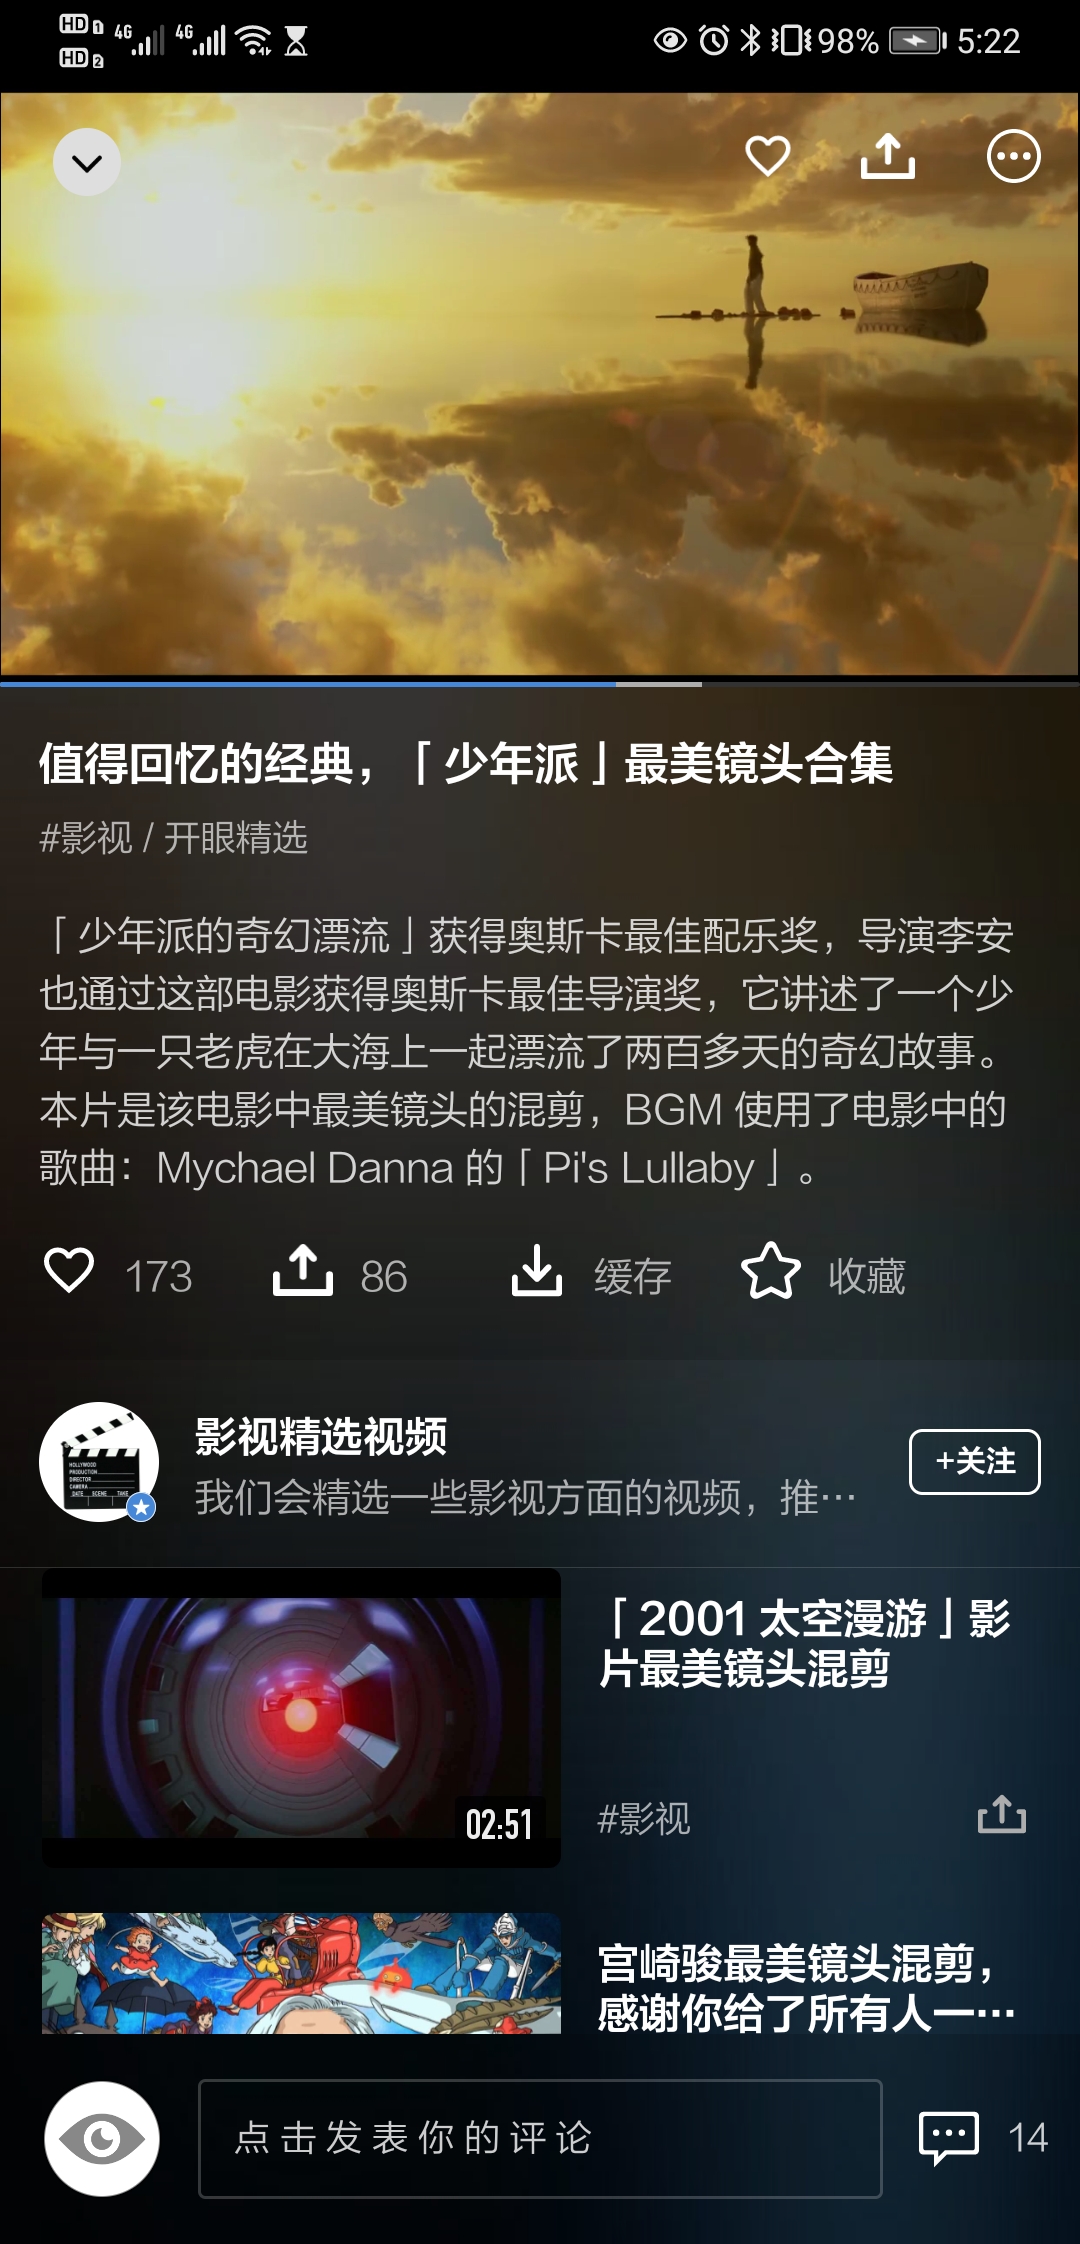 HD 1 4G 4G 98% 5:22
HD 2
值得回忆的经典，「少年派」最美镜头合集
#影视 / 开眼精选
「少年派的奇幻漂流」获得奥斯卡最佳配乐奖，导演李安
也通过这部电影获得奥斯卡最佳导演奖，它讲述了一个少
年与一只老虎在大海上一起漂流了两百多天的奇幻故事。
本片是该电影中最美镜头的混剪，BGM 使用了电影中的
歌曲：Mychael Danna 的「Pi's Lullaby」。
173 86 缓存 收藏
影视精选视频
我们会精选一些影视方面的视频，推…
+关注
HOLLYWOOD
PRODUCTION
DIRECTOR
CAMERA
DATE SCENE TAKE
「2001 太空漫游」影
片最美镜头混剪
02:51
#影视
宫崎骏最美镜头混剪，
感谢你给了所有人一…
点击发表你的评论
14